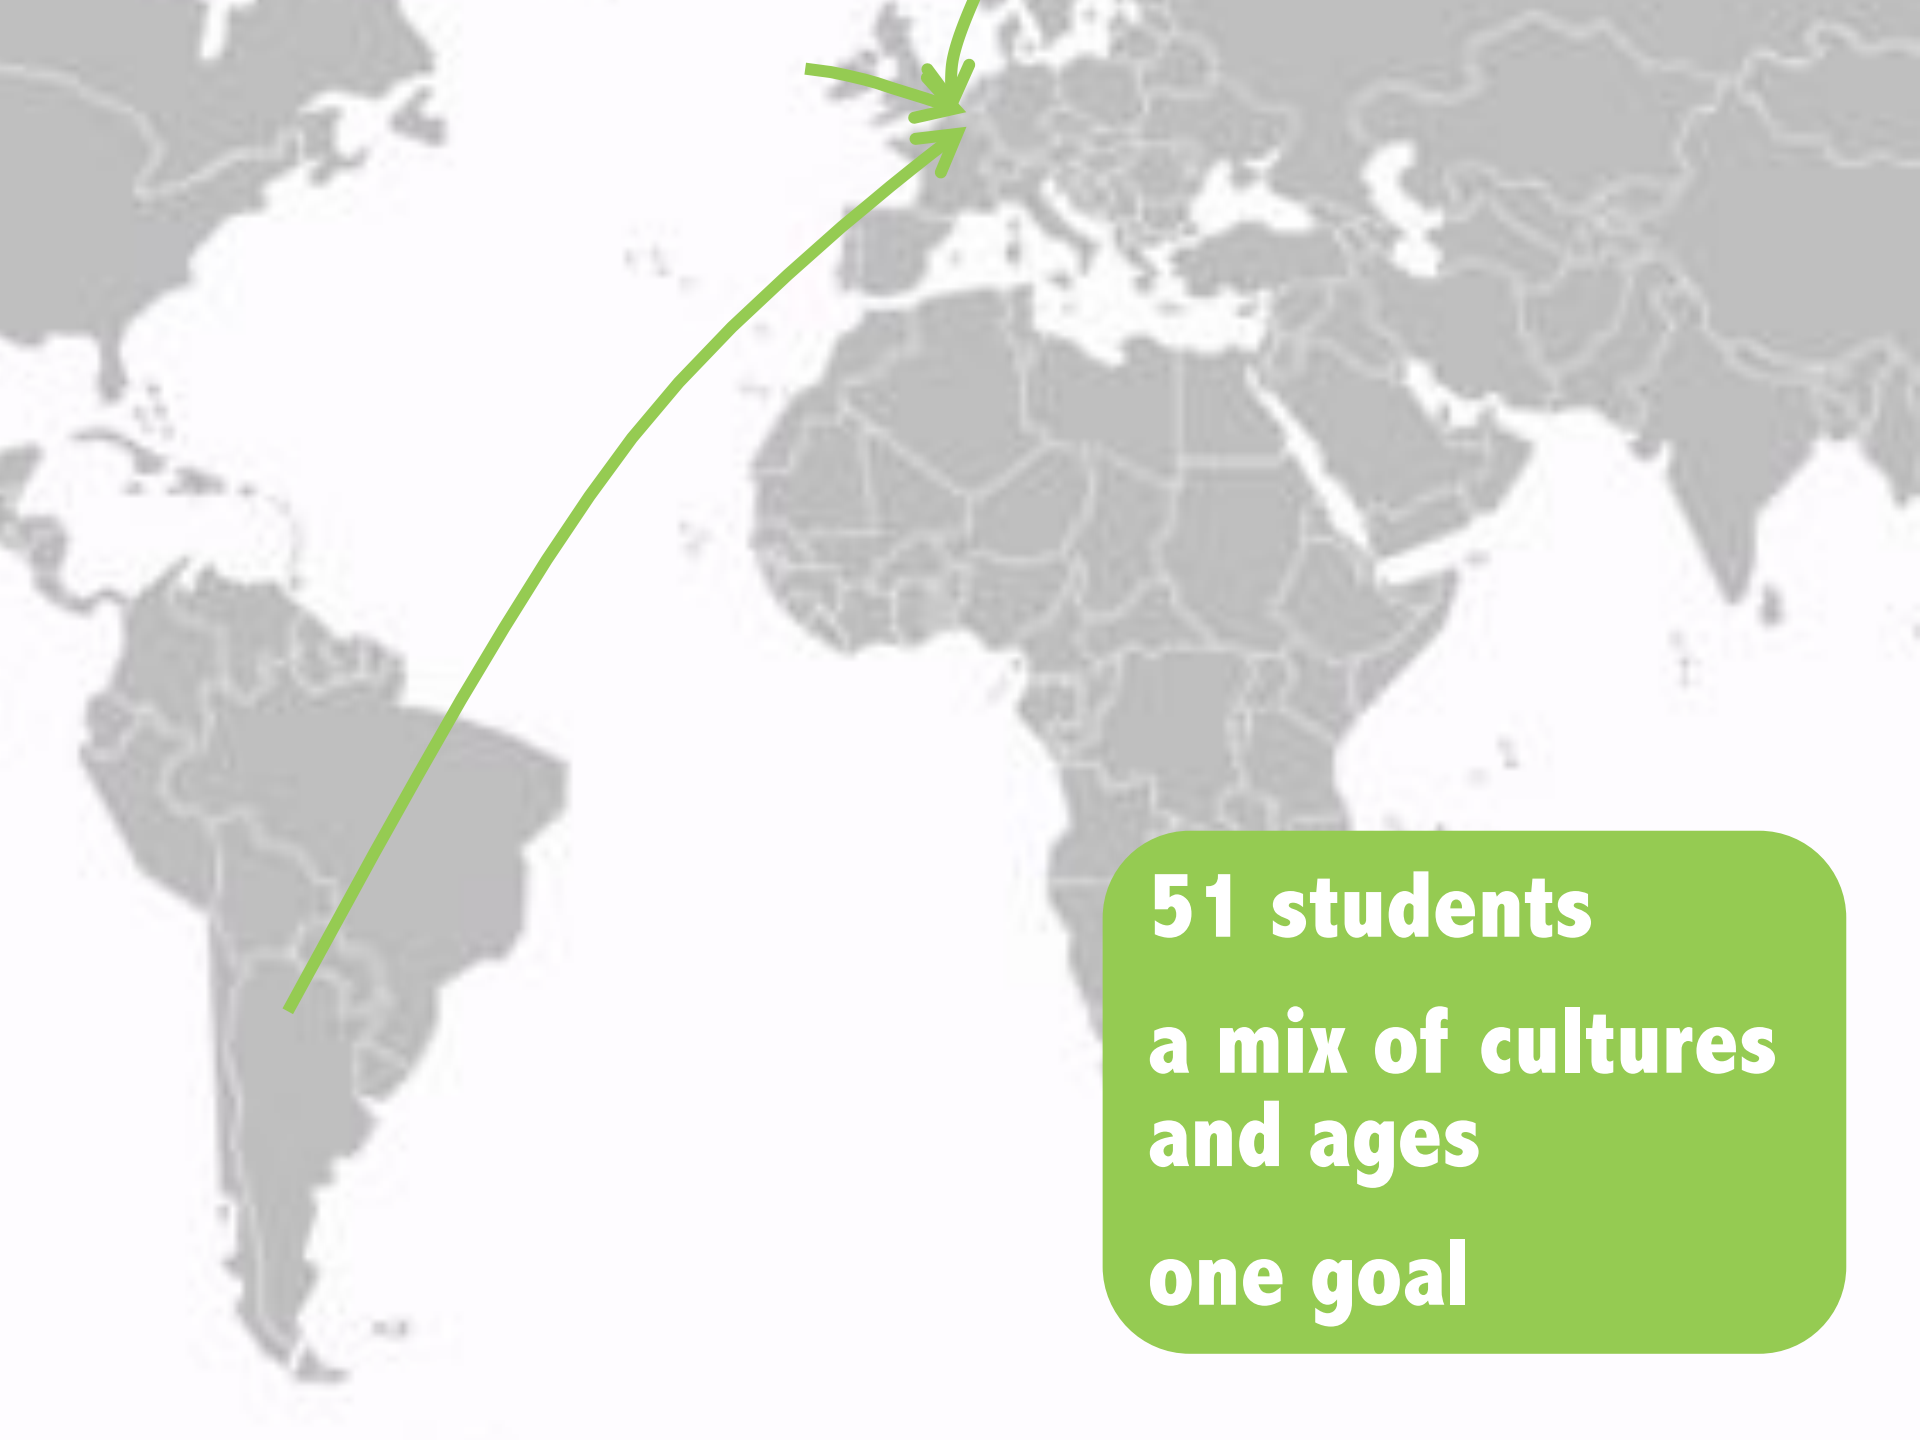 51 students
a mix of cultures
and ages
one goal